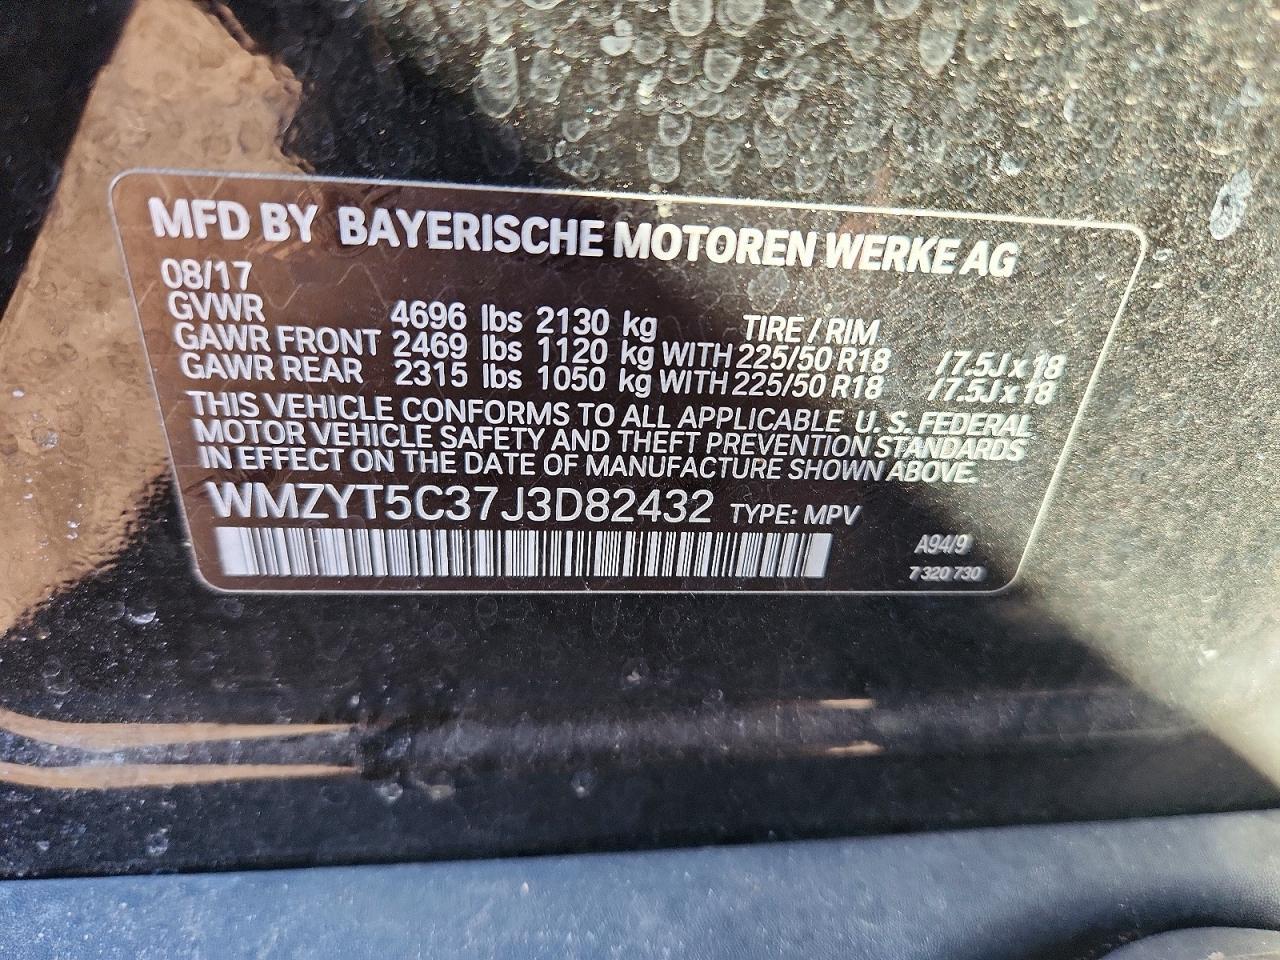 MFD BY BAYERISCHE MOTOREN WERKE AG
08/17
GVWR 4696 lbs 2130 kg TIRE / RIM
GAWR FRONT 2469 lbs 1120 kg WITH 225/50 R18 / 7.5J x 18
GAWR REAR 2315 lbs 1050 kg WITH 225/50 R18 / 7.5J x 18
THIS VEHICLE CONFORMS TO ALL APPLICABLE U. S. FEDERAL
MOTOR VEHICLE SAFETY AND THEFT PREVENTION STANDARDS
IN EFFECT ON THE DATE OF MANUFACTURE SHOWN ABOVE.
WMZYT5C37J3D82432 TYPE: MPV
A94/9
7 320 730